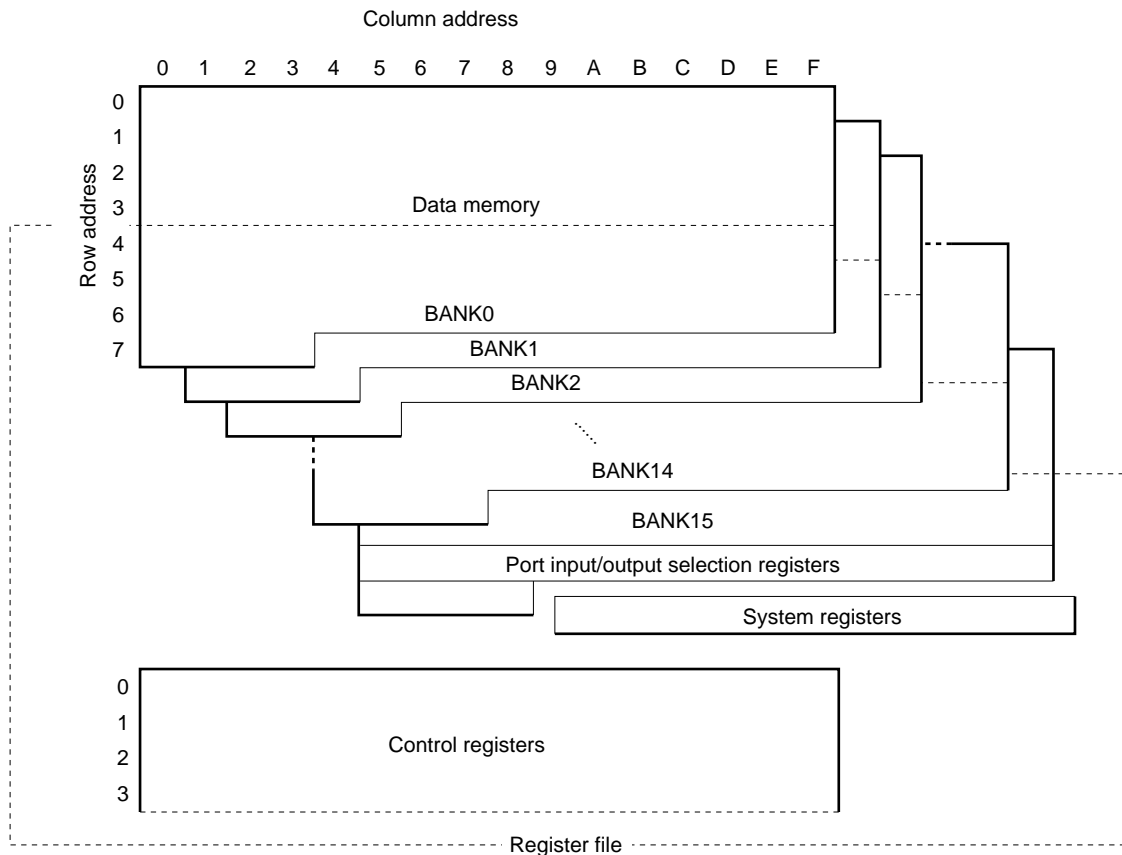 Column address
0 1 2 3 4 5 6 7 8 9 A B C D E F
Row address
0
1
2
3
4
5
6
7
Data memory
BANK0
BANK1
BANK2
BANK14
BANK15
Port input/output selection registers
System registers
0
1
2
3
Control registers
Register file